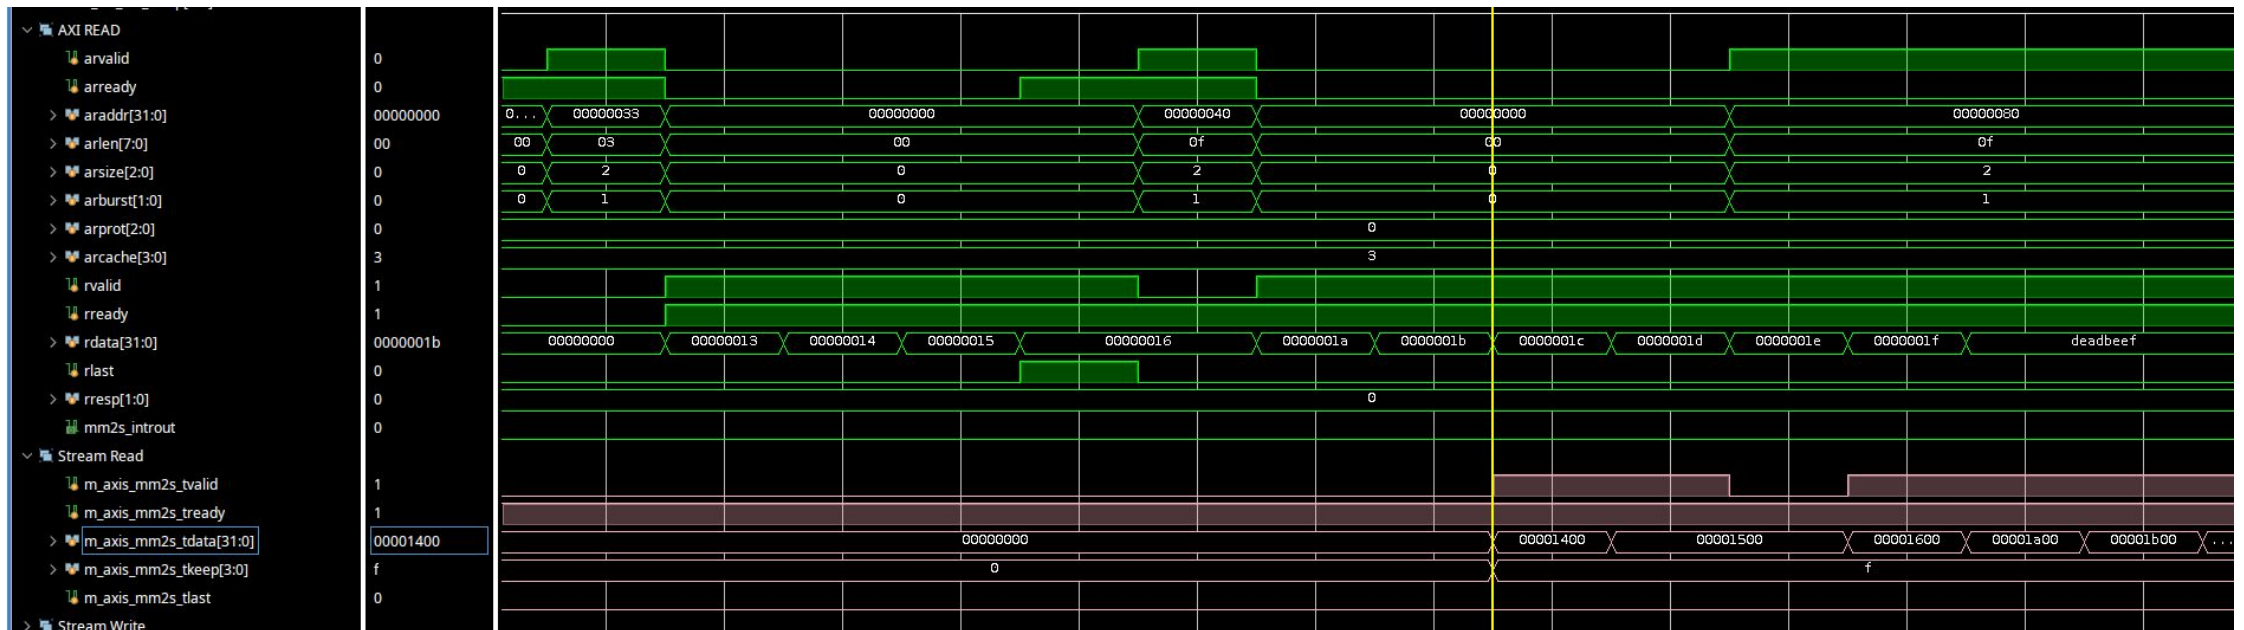 AXI READ
arvalid 0
arready 0
araddr[31:0] 00000000 0... 00000033 00000000 00000040 00000000 00000080
arlen[7:0] 00 00 03 00 0f 00 0f
arsize[2:0] 0 0 2 0 2 0 2
arburst[1:0] 0 0 1 0 1 0 1
arprot[2:0] 0 0
arcache[3:0] 3 3
rvalid 1
rready 1
rdata[31:0] 0000001b 00000000 00000013 00000014 00000015 00000016 0000001a 0000001b 0000001c 0000001d 0000001e 0000001f deadbeef
rlast 0
rresp[1:0] 0 0
mm2s_introut 0
Stream Read
m_axis_mm2s_tvalid 1
m_axis_mm2s_tready 1
m_axis_mm2s_tdata[31:0] 00001400 00000000 00001400 00001500 00001600 00001a00 00001b00 ...
m_axis_mm2s_tkeep[3:0] f 0 f
m_axis_mm2s_tlast 0
Stream Write